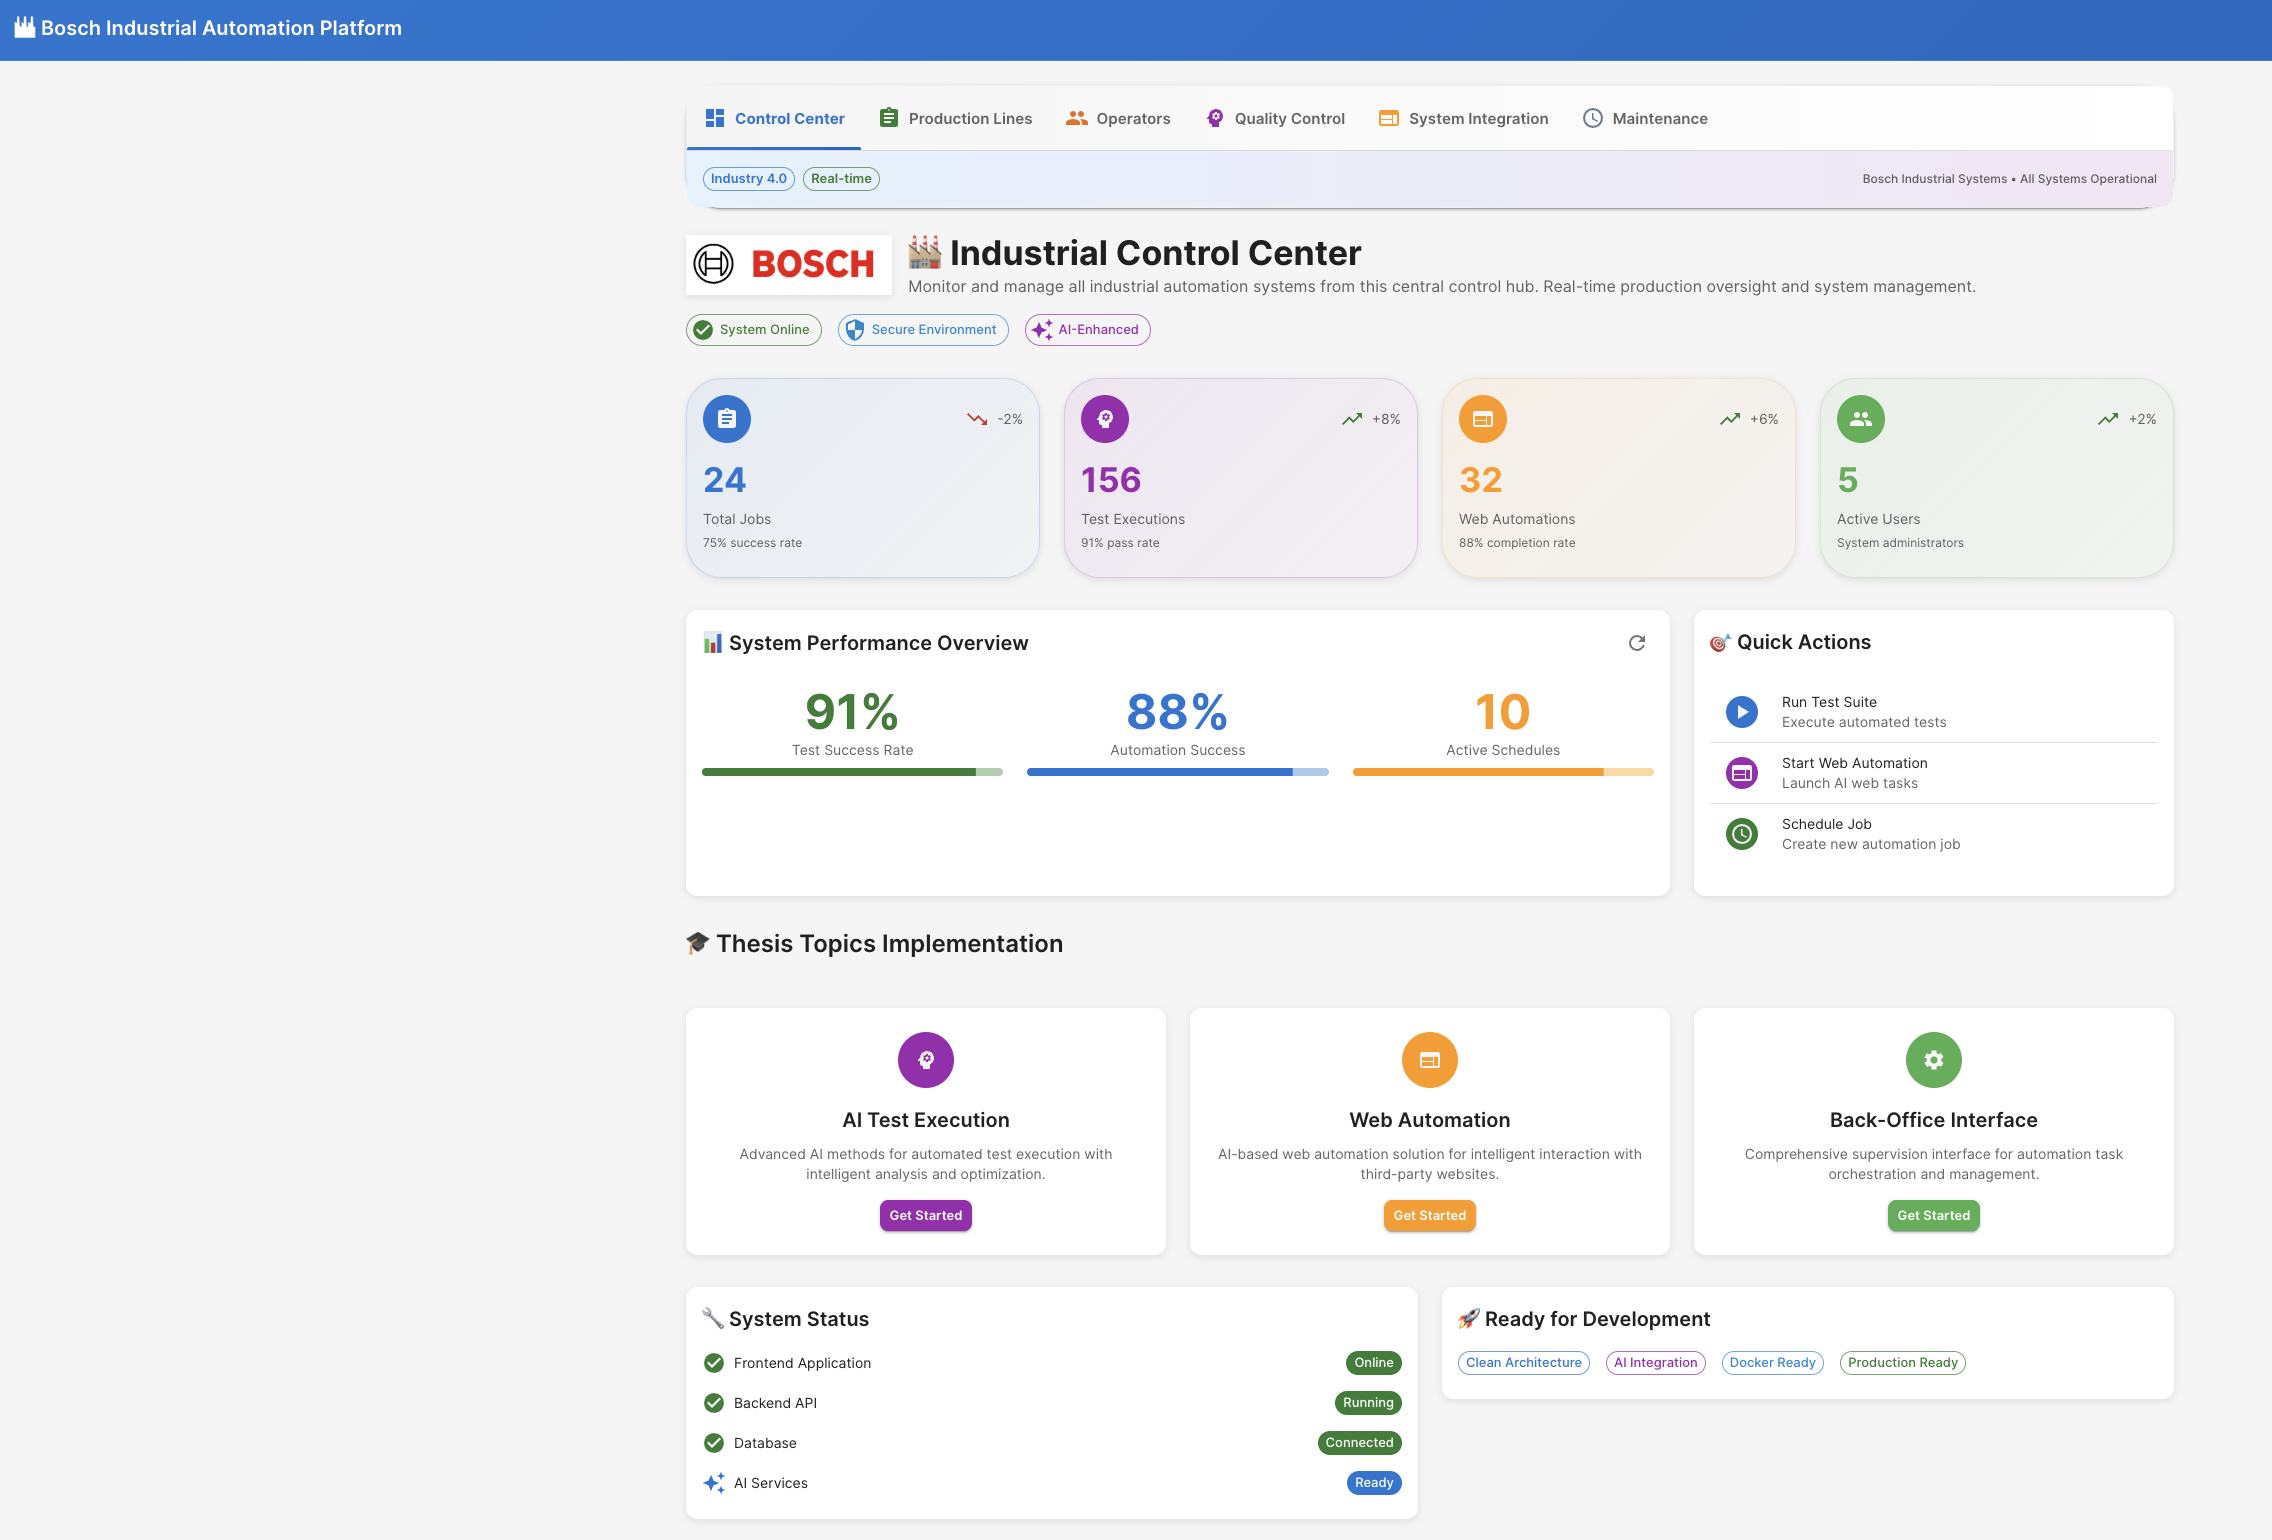 Bosch Industrial Automation Platform
Control Center
Production Lines
Operators
Quality Control
System Integration
Maintenance
Industry 4.0
Real-time
Bosch Industrial Systems • All Systems Operational
BOSCH
Industrial Control Center
Monitor and manage all industrial automation systems from this central control hub. Real-time production oversight and system management.
System Online
Secure Environment
AI-Enhanced
-2%
24
Total Jobs
75% success rate
+8%
156
Test Executions
91% pass rate
+6%
32
Web Automations
88% completion rate
+2%
5
Active Users
System administrators
System Performance Overview
91%
Test Success Rate
88%
Automation Success
10
Active Schedules
Quick Actions
Run Test Suite
Execute automated tests
Start Web Automation
Launch AI web tasks
Schedule Job
Create new automation job
Thesis Topics Implementation
AI Test Execution
Advanced AI methods for automated test execution with
intelligent analysis and optimization.
Get Started
Web Automation
AI-based web automation solution for intelligent interaction with
third-party websites.
Get Started
Back-Office Interface
Comprehensive supervision interface for automation task
orchestration and management.
Get Started
System Status
Frontend Application
Online
Backend API
Running
Database
Connected
AI Services
Ready
Ready for Development
Clean Architecture
AI Integration
Docker Ready
Production Ready